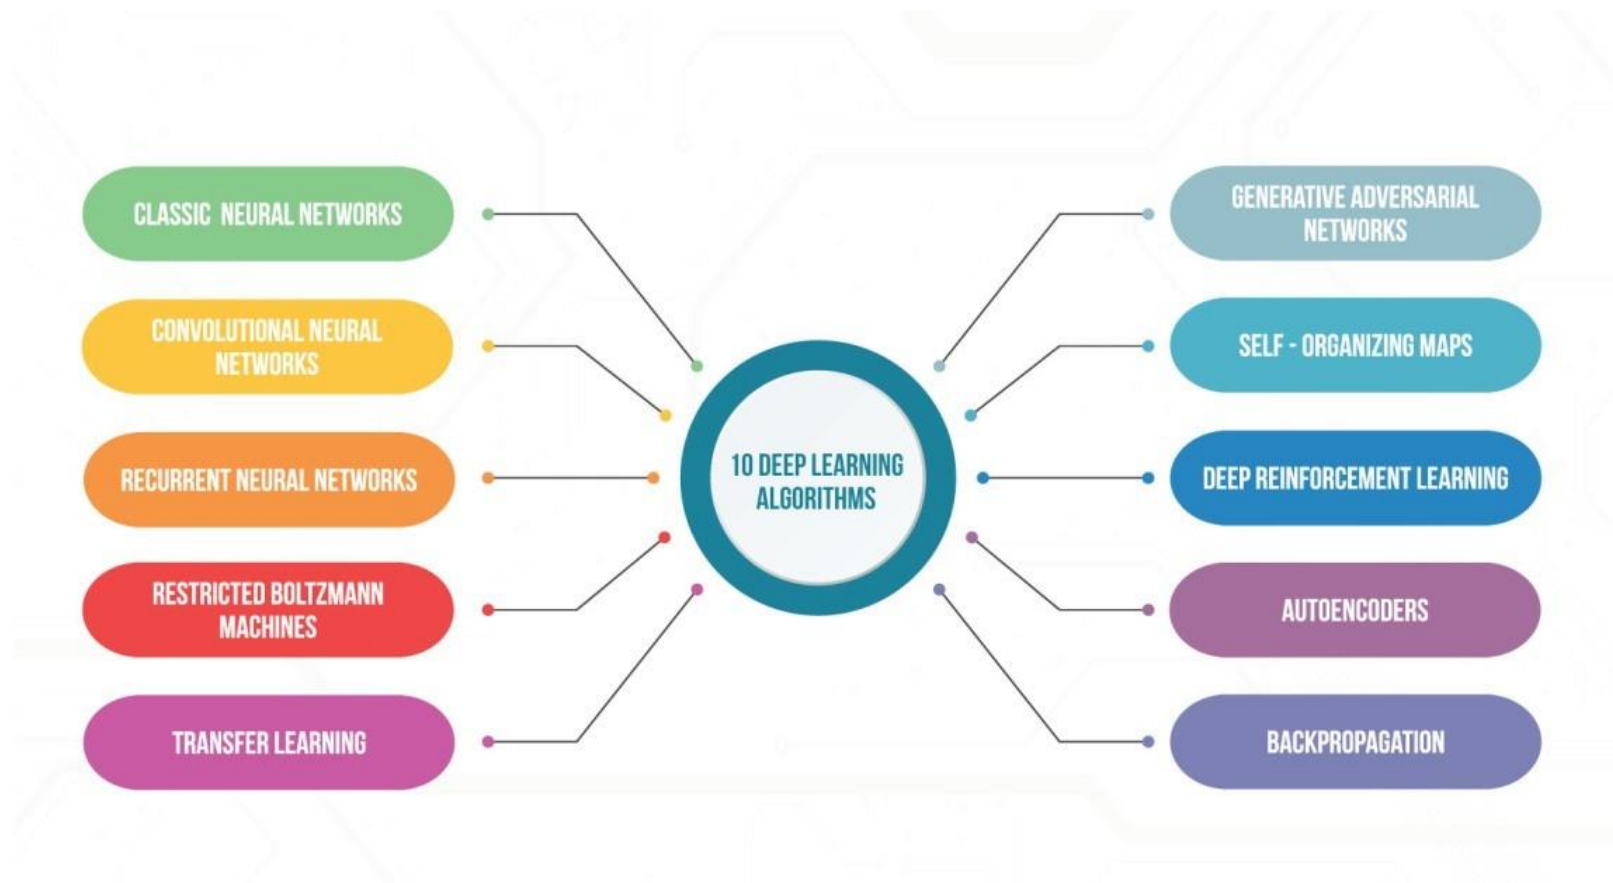 CLASSIC NEURAL NETWORKS
CONVOLUTIONAL NEURAL
NETWORKS
RECURRENT NEURAL NETWORKS
RESTRICTED BOLTZMANN
MACHINES
TRANSFER LEARNING
10 DEEP LEARNING
ALGORITHMS
GENERATIVE ADVERSARIAL
NETWORKS
SELF - ORGANIZING MAPS
DEEP REINFORCEMENT LEARNING
AUTOENCODERS
BACKPROPAGATION